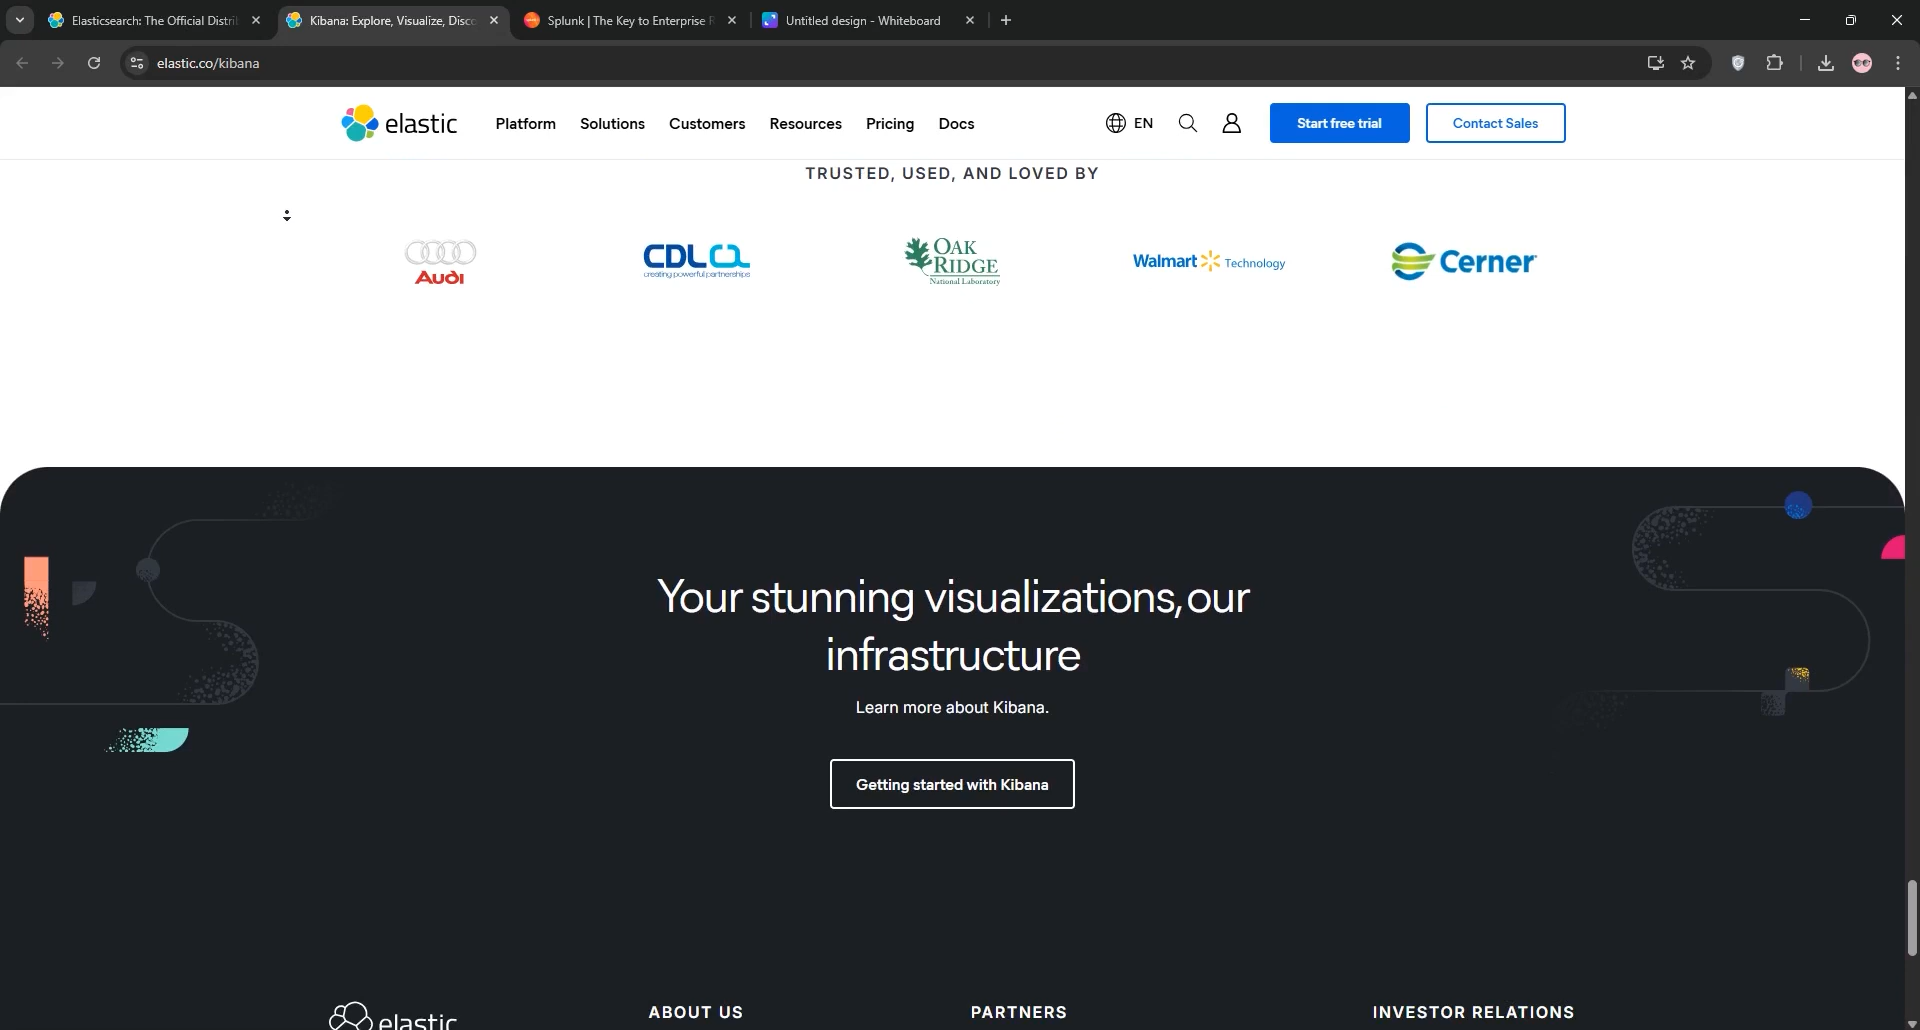 Elasticsearch: The Official Distri
Kibana: Explore, Visualize, Disco
Splunk | The Key to Enterprise R
Untitled design - Whiteboard
elastic.co/kibana
elastic
Platform
Solutions
Customers
Resources
Pricing
Docs
EN
Start free trial
Contact Sales
TRUSTED, USED, AND LOVED BY
Audi
CDL
creating powerful partnerships
OAK
RIDGE
National Laboratory
Walmart Technology
Cerner
Your stunning visualizations, our
infrastructure
Learn more about Kibana.
Getting started with Kibana
elastic
ABOUT US
PARTNERS
INVESTOR RELATIONS